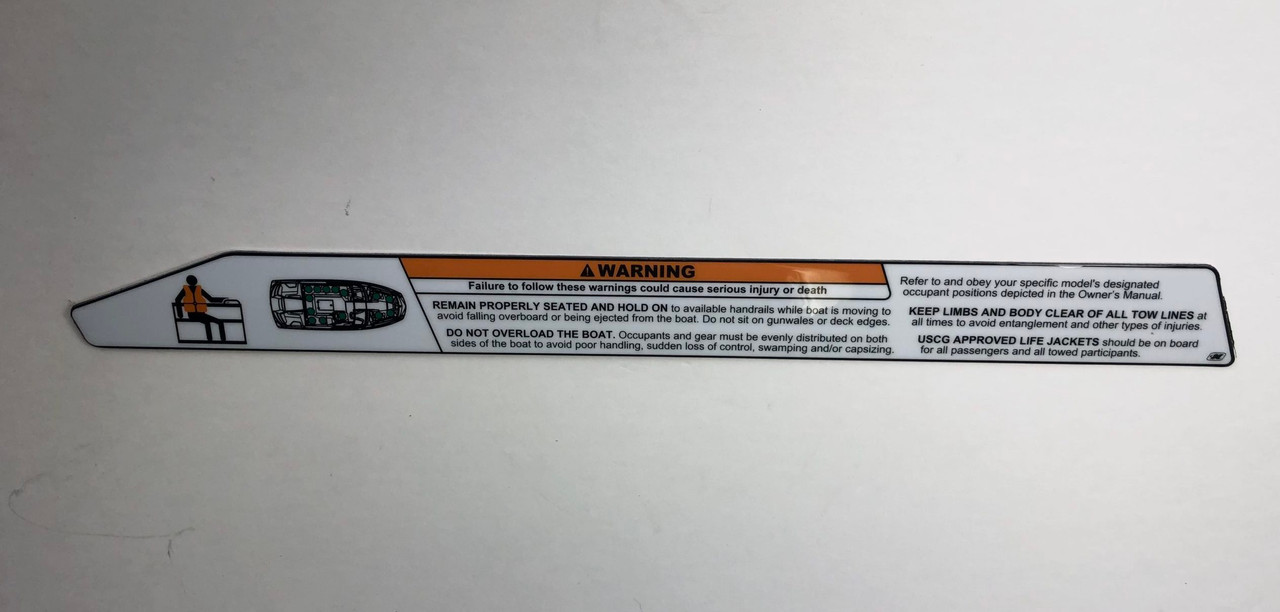 WARNING
Failure to follow these warnings could cause serious injury or death
REMAIN PROPERLY SEATED AND HOLD ON to available handrails while boat is moving to
avoid falling overboard or being ejected from the boat. Do not sit on gunwales or deck edges.
DO NOT OVERLOAD THE BOAT. Occupants and gear must be evenly distributed on both
sides of the boat to avoid poor handling, sudden loss of control, swamping and/or capsizing.
Refer to and obey your specific model's designated
occupant positions depicted in the Owner's Manual.
KEEP LIMBS AND BODY CLEAR OF ALL TOW LINES at
all times to avoid entanglement and other types of injuries.
USCG APPROVED LIFE JACKETS should be on board
for all passengers and all towed participants.